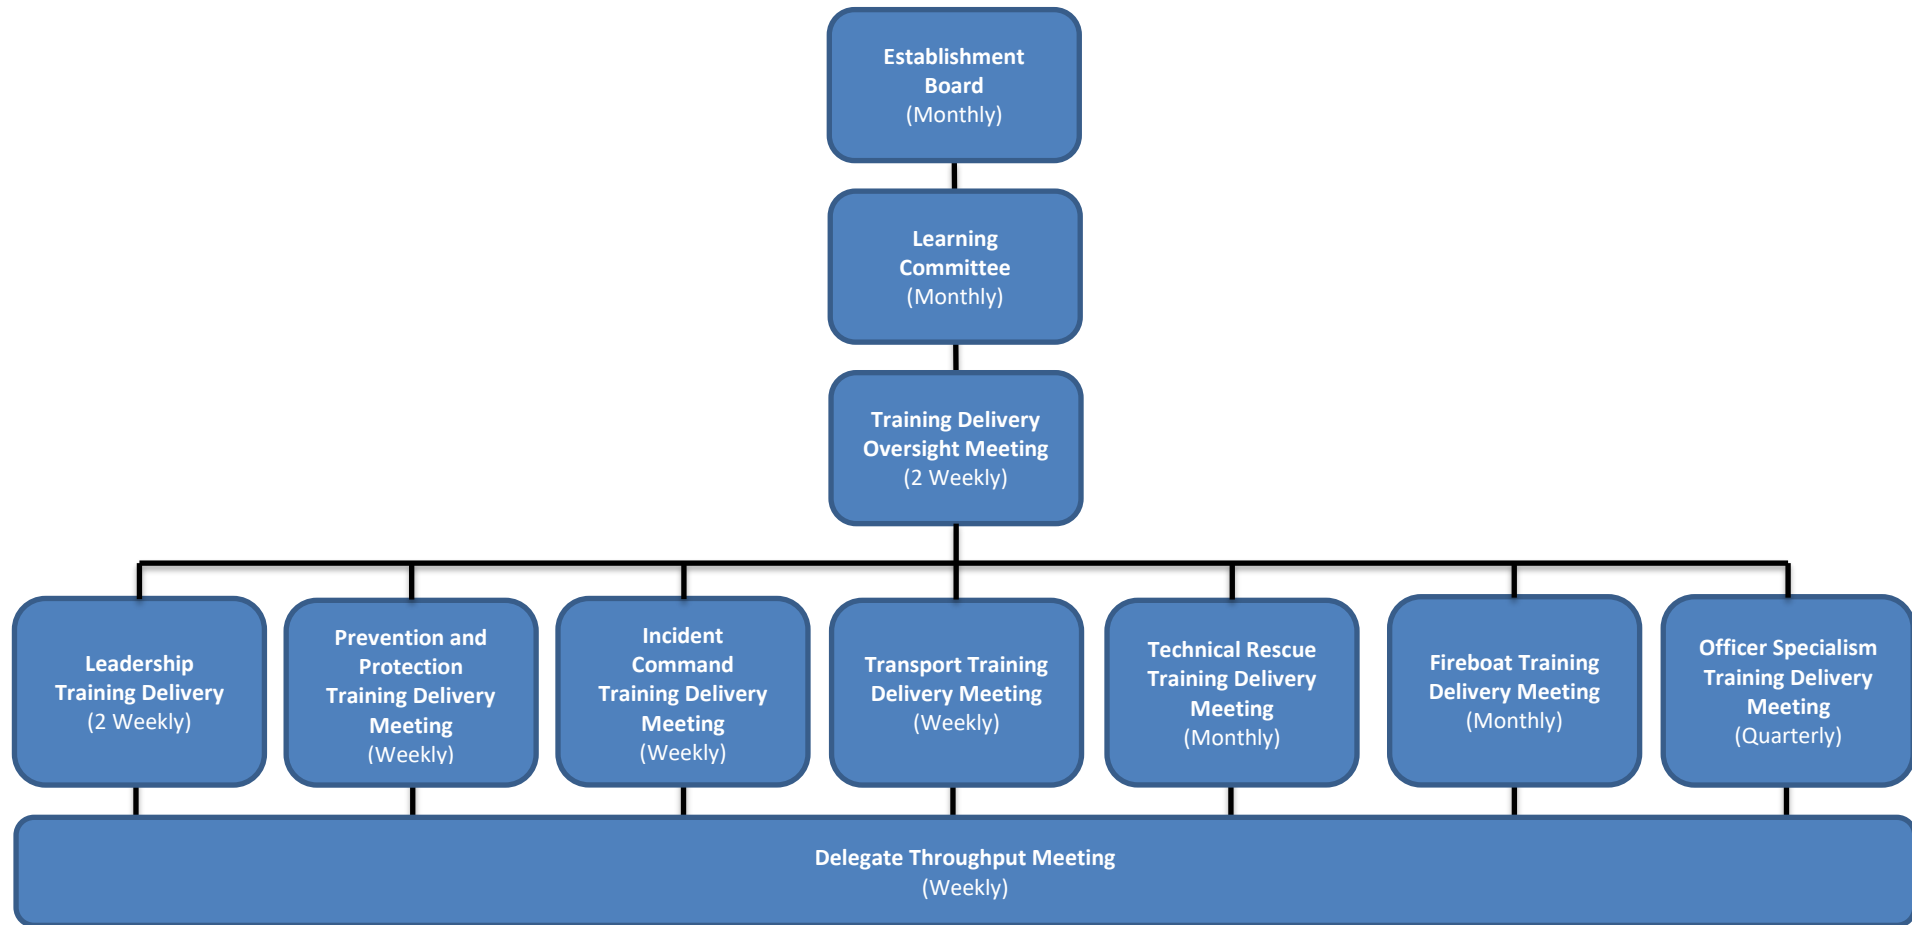 Establishment
Board
(Monthly)
Learning
Committee
(Monthly)
Training Delivery
Oversight Meeting
(2 Weekly)
Leadership
Training Delivery
(2 Weekly)
Prevention and
Protection
Training Delivery
Meeting
(Weekly)
Incident
Command
Training Delivery
Meeting
(Weekly)
Transport Training
Delivery Meeting
(Weekly)
Technical Rescue
Training Delivery
Meeting
(Monthly)
Fireboat Training
Delivery Meeting
(Monthly)
Officer Specialism
Training Delivery
Meeting
(Quarterly)
Delegate Throughput Meeting
(Weekly)